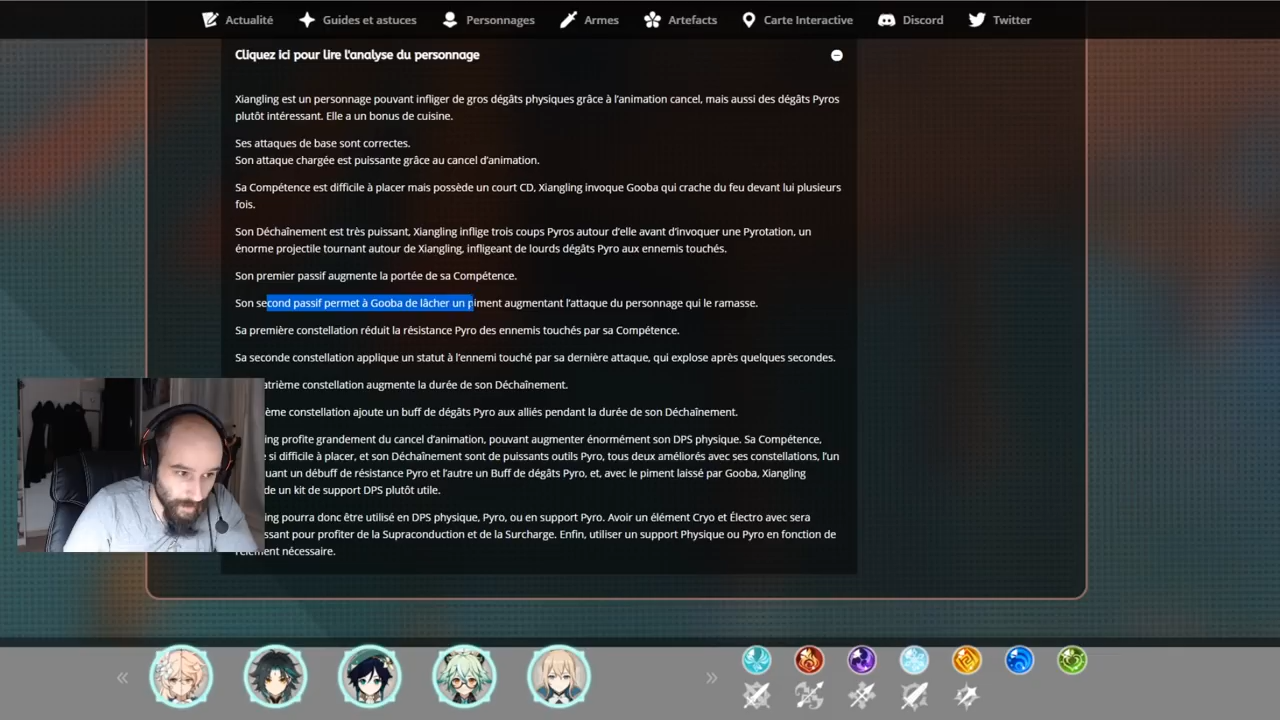 Actualité
Guides et astuces
Personnages
Armes
Artefacts
Carte Interactive
Discord
Twitter
Cliquez ici pour lire l'analyse du personnage
Xiangling est un personnage pouvant infliger de gros dégâts physiques grâce à l'animation cancel, mais aussi des dégâts Pyros
plutôt intéressant. Elle a un bonus de cuisine.
Ses attaques de base sont correctes.
Son attaque chargée est puissante grâce au cancel d'animation.
Sa Compétence est difficile à placer mais possède un court CD, Xiangling invoque Gooba qui crache du feu devant lui plusieurs
fois.
Son Déchaînement est très puissant, Xiangling inflige trois coups Pyros autour d'elle avant d'invoquer une Pyrotation, un
énorme projectile tournant autour de Xiangling, infligeant de lourds dégâts Pyro aux ennemis touchés.
Son premier passif augmente la portée de sa Compétence.
Son second passif permet à Gooba de lâcher un piment augmentant l'attaque du personnage qui le ramasse.
Sa première constellation réduit la résistance Pyro des ennemis touchés par sa Compétence.
Sa seconde constellation applique un statut à l'ennemi touché par sa dernière attaque, qui explose après quelques secondes.
atrième constellation augmente la durée de son Déchaînement.
ème constellation ajoute un buff de dégâts Pyro aux alliés pendant la durée de son Déchaînement.
ing profite grandement du cancel d'animation, pouvant augmenter énormément son DPS physique. Sa Compétence,
si difficile à placer, et son Déchaînement sont de puissants outils Pyro, tous deux améliorés avec ses constellations, l'un
uant un débuff de résistance Pyro et l'autre un Buff de dégâts Pyro, et, avec le piment laissé par Gooba, Xiangling
de un kit de support DPS plutôt utile.
ing pourra donc être utilisé en DPS physique, Pyro, ou en support Pyro. Avoir un élément Cryo et Électro avec sera
ssant pour profiter de la Supraconduction et de la Surcharge. Enfin, utiliser un support Physique ou Pyro en fonction de
l'élément nécessaire.